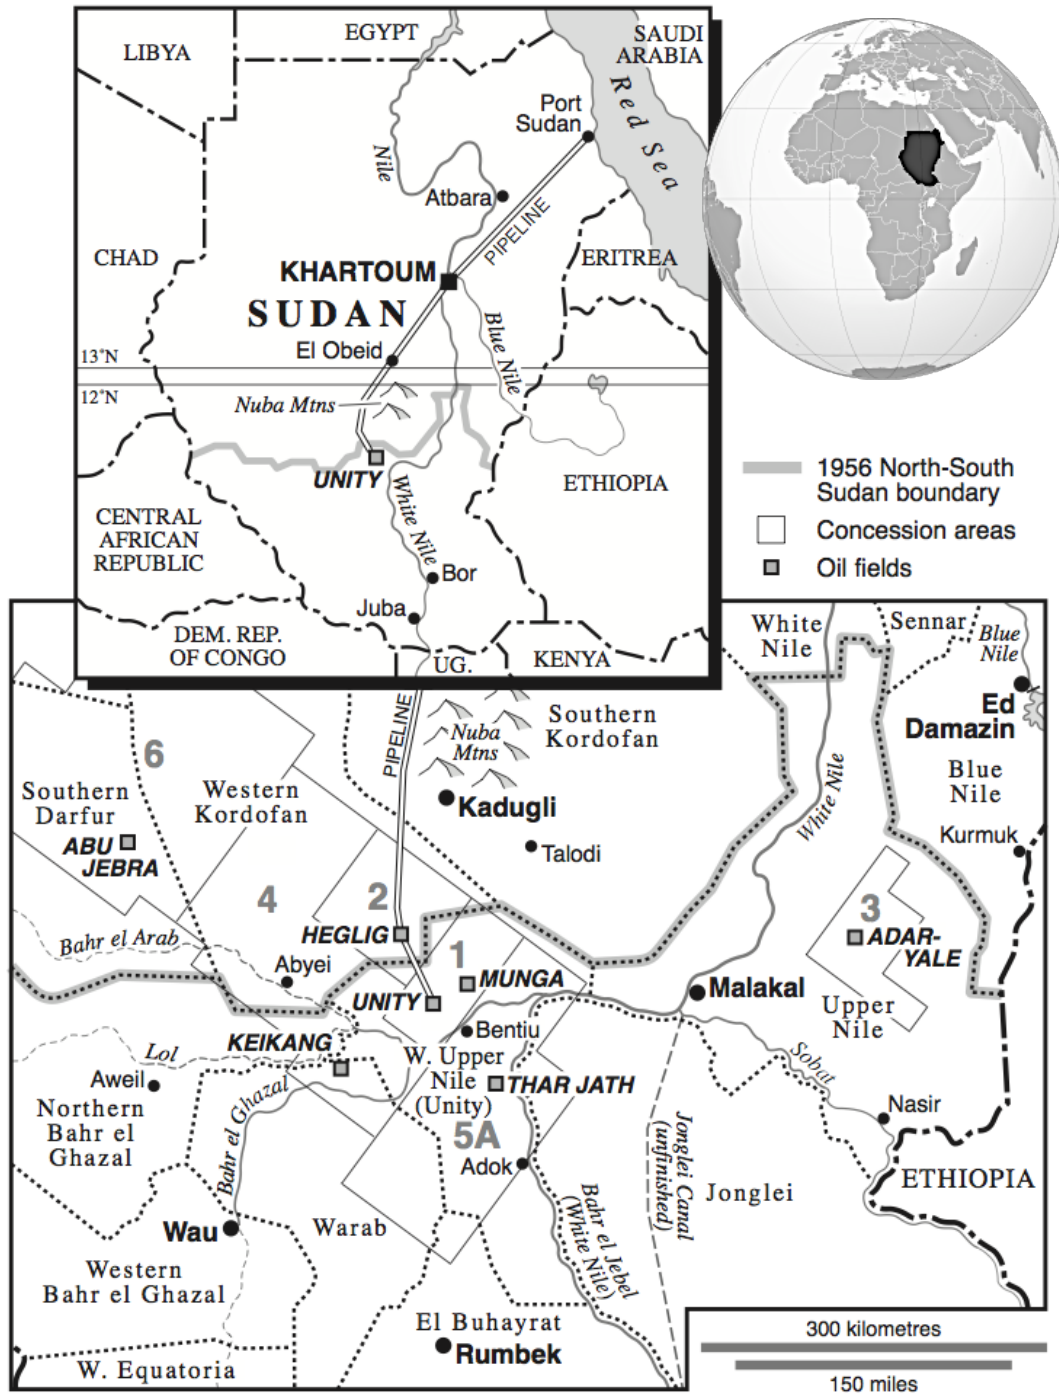 LIBYA
EGYPT
SAUDI
ARABIA
Red Sea
Port
Sudan
Nile
Atbara
PIPELINE
CHAD
KHARTOUM
ERITREA
SUDAN
El Obeid
Blue Nile
13°N
12°N
Nuba Mtns
UNITY
White Nile
ETHIOPIA
CENTRAL
AFRICAN
REPUBLIC
Bor
Juba
DEM. REP.
OF CONGO
UG.
KENYA
1956 North-South
Sudan boundary
Concession areas
Oil fields
White
Nile
Sennar
Blue
Nile
Ed
Damazin
PIPELINE
Nuba
Mtns
Southern
Kordofan
6
Southern
Darfur
Western
Kordofan
Kadugli
White Nile
Blue
Nile
ABU
JEBRA
Talodi
Kurmuk
4
2
3
HEGLIG
ADAR-
YALE
Bahr el Arab
Abyei
1
MUNGA
UNITY
Malakal
Upper
Nile
KEIKANG
Bentiu
Lol
W. Upper
Nile
(Unity)
THAR JATH
Sobat
Aweil
Northern
Bahr el
Ghazal
Bahr el Ghazal
5A
Nasir
Adok
Jonglei Canal
(unfinished)
Jonglei
ETHIOPIA
Bahr el Jebel
(White Nile)
Wau
Warab
Western
Bahr el Ghazal
El Buhayrat
Rumbek
W. Equatoria
300 kilometres
150 miles